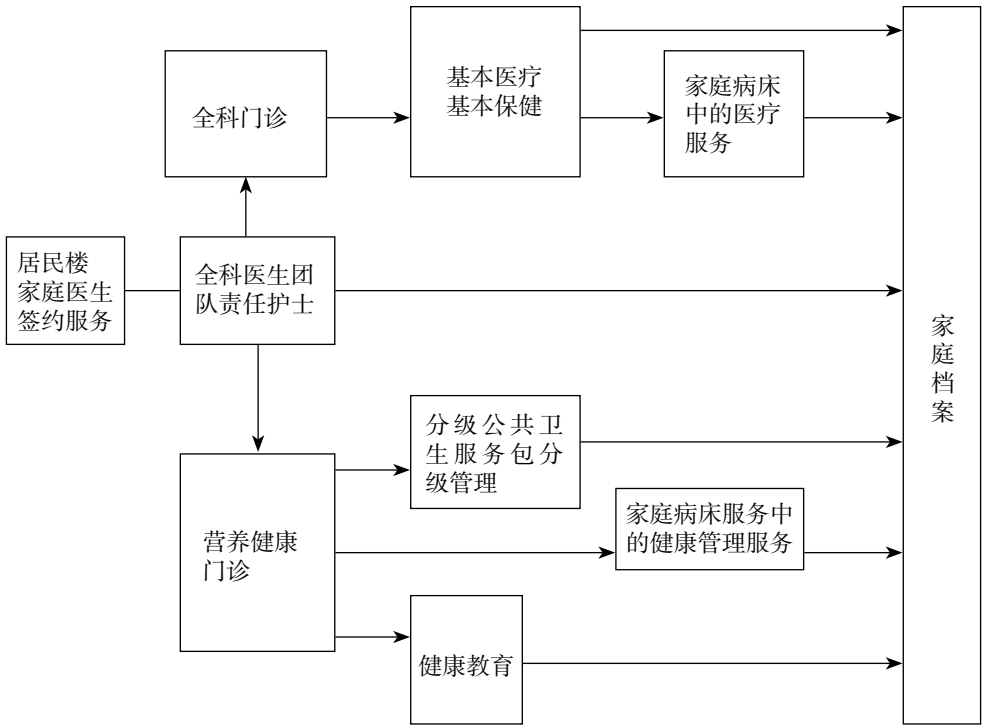 基本医疗
基本保健
全科门诊
家庭病床
中的医疗
服务
居民楼
家庭医生
签约服务
全科医生团
队责任护士
家庭档案
分级公共卫
生服务包分
级管理
家庭病床服务中
的健康管理服务
营养健康
门诊
健康教育